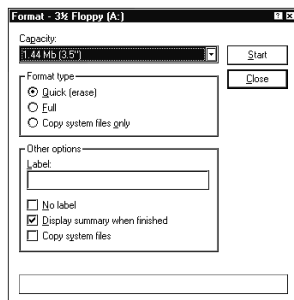 Format - 3½ Floppy (A:)
Capacity:
1.44 Mb (3.5")
Start
Close
Format type
Quick (erase)
Full
Copy system files only
Other options
Label:
No label
Display summary when finished
Copy system files